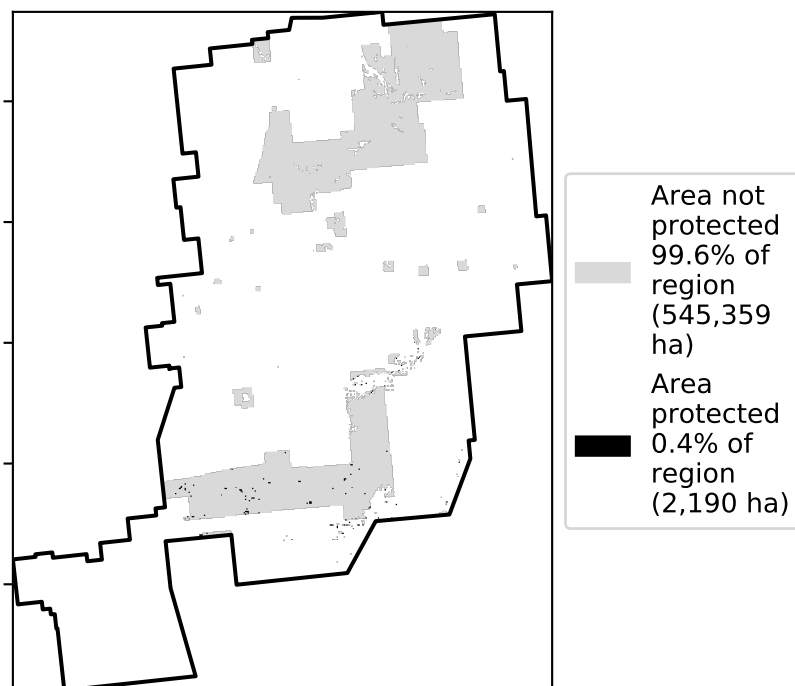 Area not
protected
99.6% of
region
(545,359
ha)
Area
protected
0.4% of
region
(2,190 ha)